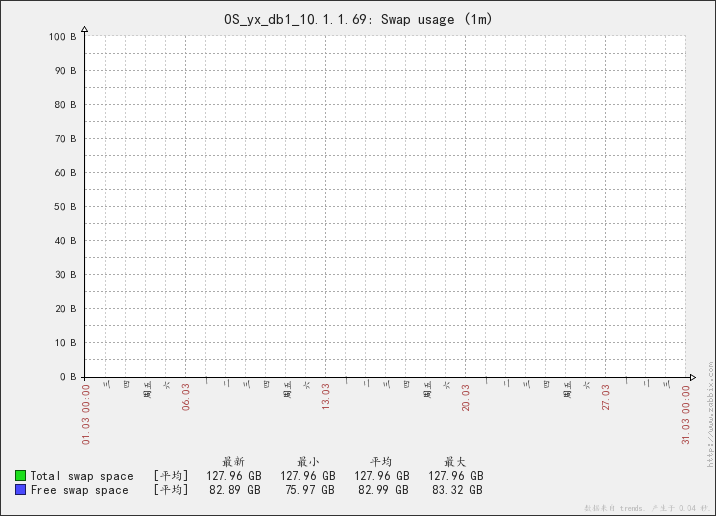 OS_yx_db1_10.1.1.69: Swap usage (1m)
100 B
90 B
80 B
70 B
60 B
50 B
40 B
30 B
20 B
10 B
0 B
01.03 00:00 三 四 周五 六 06.03 一 二 三 四 周五 六 13.03 一 二 三 四 周五 六 20.03 一 二 三 四 周五 六 27.03 一 二 三 31.03 00:00
最新 最小 平均 最大
Total swap space [平均] 127.96 GB 127.96 GB 127.96 GB 127.96 GB
Free swap space [平均] 82.89 GB 75.97 GB 82.99 GB 83.32 GB
http://www.zabbix.com
数据来自 trends. 产生于 0.04 秒